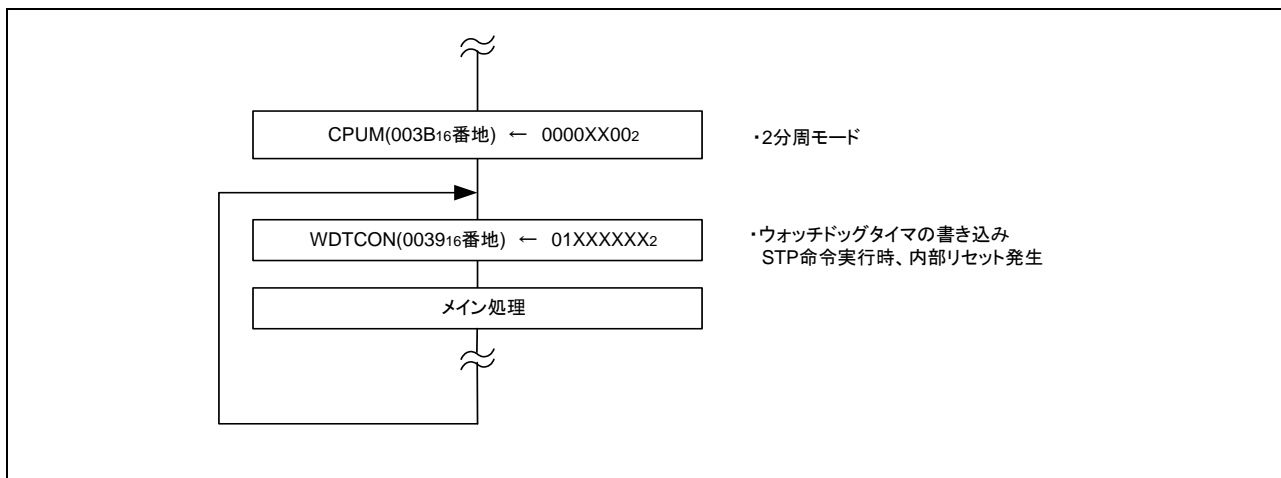 CPUM(003B16番地) ← 0000XX002
・2分周モード
WDTCON(003916番地) ← 01XXXXXX2
・ウォッチドッグタイマの書き込み
STP命令実行時、内部リセット発生
メイン処理